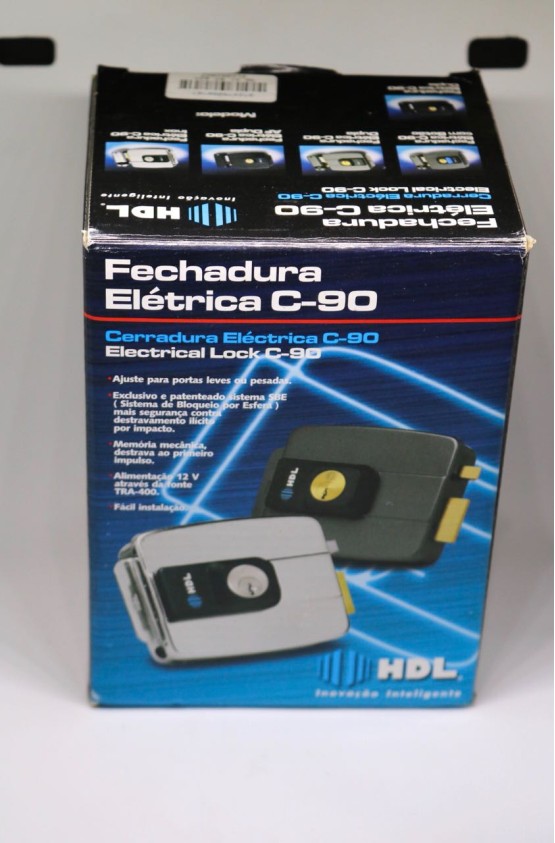 Modelo:
HDL
Inovação Inteligente
Fechadura
Elétrica C-90
Cerradura Eléctrica C-90
Electrical Lock C-90
Fechadura
Elétrica C-90
Cerradura Eléctrica C-90
Electrical Lock C-90
Ajuste para portas leves ou pesadas.
Exclusivo e patenteado sistema SBE
( Sistema de Bloqueio por Esfera )
mais segurança contra
destravamento ilícito
por impacto.
Memória mecânica,
destrava ao primeiro
impulso.
Alimentação 12 V
através da fonte
TRA-400.
Fácil instalação
HDL
HDL
HDL
Inovação Inteligente